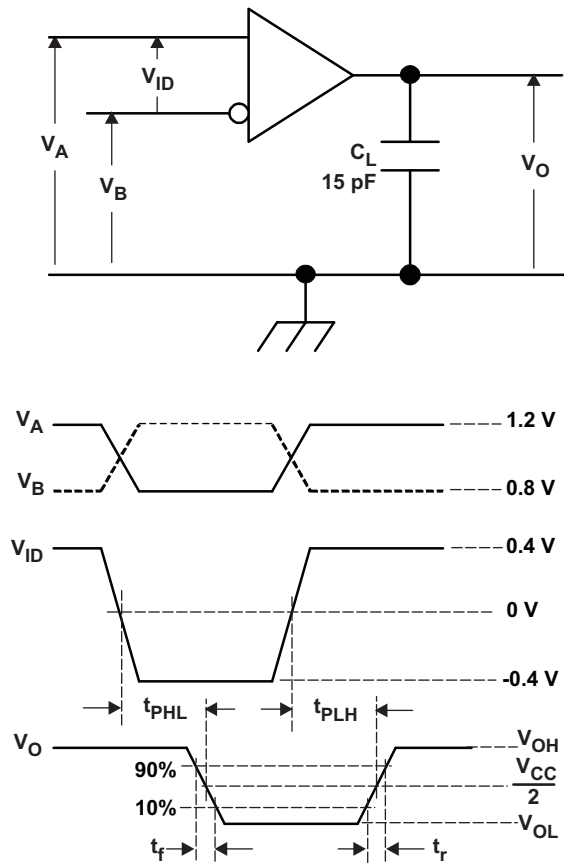 V_ID
V_A
V_B
C_L
15 pF
V_O
V_A
1.2 V
V_B
0.8 V
V_ID
0.4 V
0 V
-0.4 V
t_PHL
t_PLH
V_O
V_OH
90%
V_CC
2
10%
V_OL
t_f
t_r